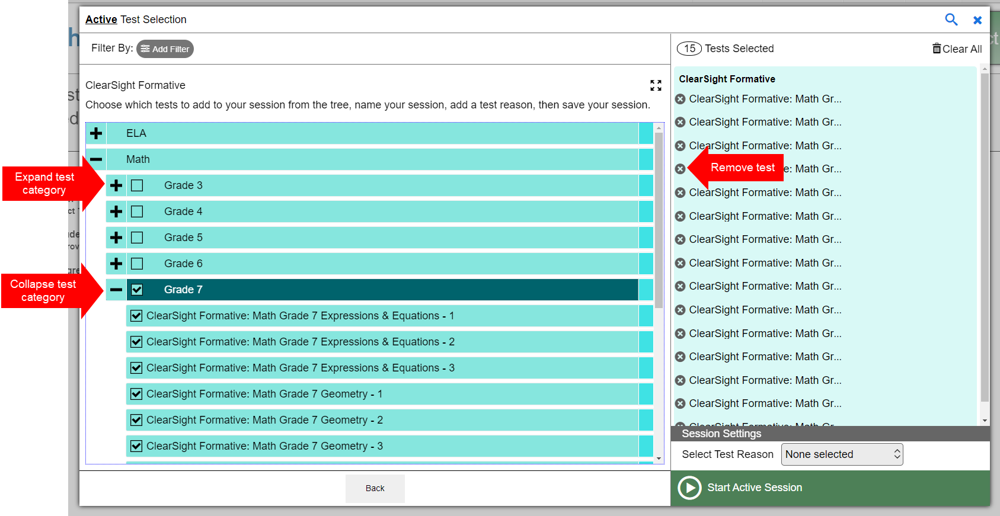 Active Test Selection
Filter By: Add Filter
15 Tests Selected
Clear All
ClearSight Formative
Choose which tests to add to your session from the tree, name your session, add a test reason, then save your session.
ELA
Math
Expand test
category
Grade 3
Grade 4
Grade 5
Grade 6
Collapse test
category
Grade 7
ClearSight Formative: Math Grade 7 Expressions & Equations - 1
ClearSight Formative: Math Grade 7 Expressions & Equations - 2
ClearSight Formative: Math Grade 7 Expressions & Equations - 3
ClearSight Formative: Math Grade 7 Geometry - 1
ClearSight Formative: Math Grade 7 Geometry - 2
ClearSight Formative: Math Grade 7 Geometry - 3
Back
ClearSight Formative
ClearSight Formative: Math Gr...
ClearSight Formative: Math Gr...
ClearSight Formative: Math Gr...
Remove test
e: Math Gr...
ClearSight Formative: Math Gr...
ClearSight Formative: Math Gr...
ClearSight Formative: Math Gr...
ClearSight Formative: Math Gr...
ClearSight Formative: Math Gr...
ClearSight Formative: Math Gr...
ClearSight Formative: Math Gr...
ClearSight Formative: Math Gr...
ClearSight Formative: Math Gr...
ClearSight Formative: Math Gr...
ClearSight Formative: Math Gr...
Session Settings
Select Test Reason None selected
Start Active Session